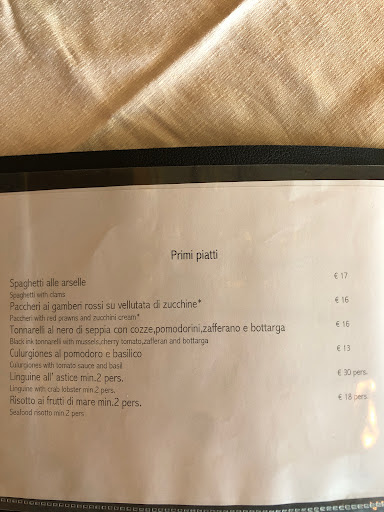 Primi piatti
Spaghetti alle arselle € 17
Spaghetti with clams
Paccheri ai gamberi rossi su vellutata di zucchine* € 16
Paccheri with red prawns and zucchini cream*
Tonnarelli al nero di seppia con cozze,pomodorini,zafferano e bottarga € 16
Black ink tonnarelli with mussels,cherry tomato,zafferan and bottarga
Culurgiones al pomodoro e basilico € 13
Culurgiones with tomato sauce and basil
Linguine all' astice min.2 pers. € 30 pers.
Linguine with crab lobster min.2 pers.
Risotto ai frutti di mare min.2 pers. € 18 pers.
Seafood risotto min.2 pers